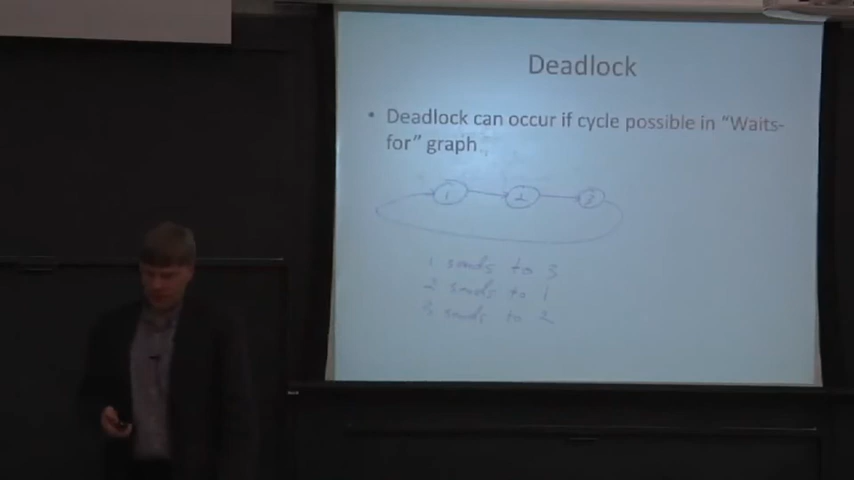 Deadlock
• Deadlock can occur if cycle possible in “Waits-
for” graph
1 2 3
1 sends to 3
2 sends to 1
3 sends to 2